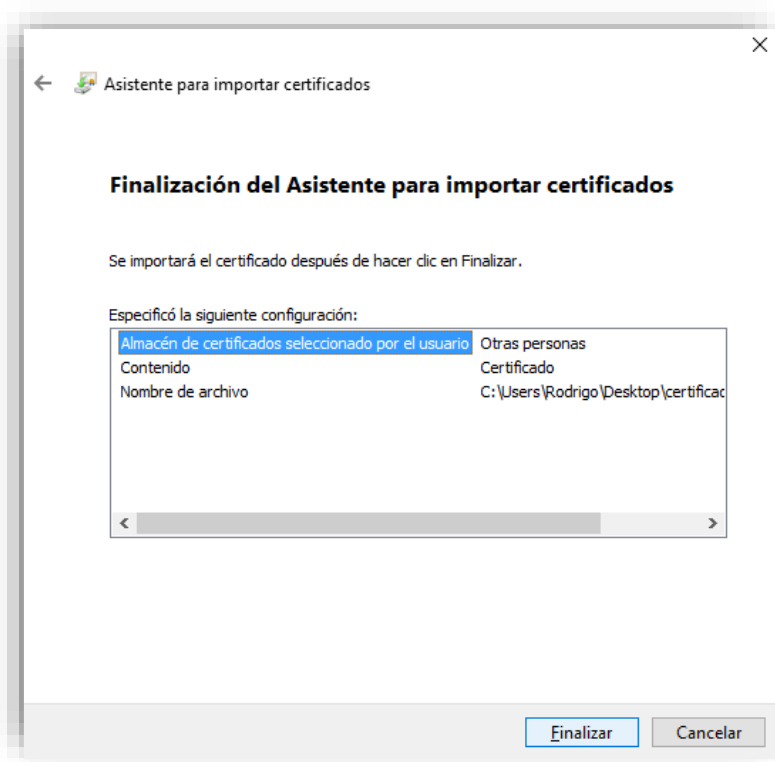 Asistente para importar certificados
Finalización del Asistente para importar certificados
Se importará el certificado después de hacer clic en Finalizar.
Especificó la siguiente configuración:
Almacén de certificados seleccionado por el usuario Otras personas
Contenido Certificado
Nombre de archivo C:\Users\Rodrigo\Desktop\certificac
Finalizar Cancelar